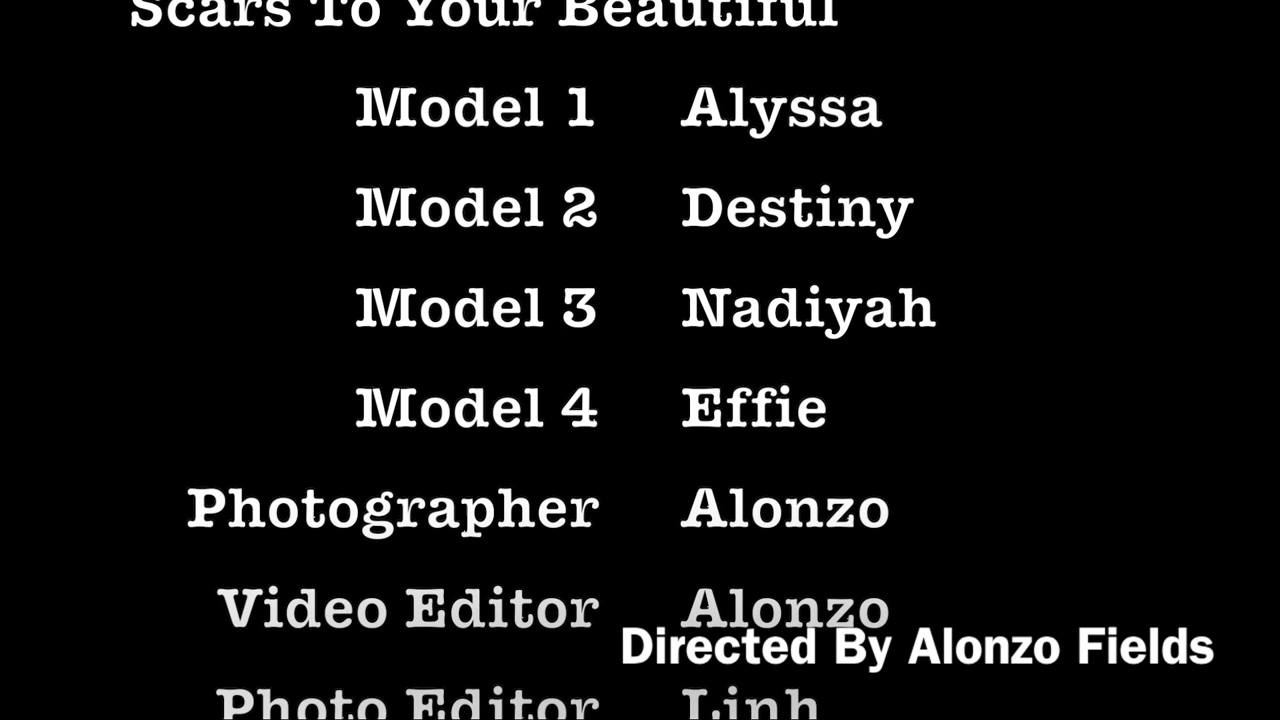 Scars To Your Beautiful
Model 1 Alyssa
Model 2 Destiny
Model 3 Nadiyah
Model 4 Effie
Photographer Alonzo
Video Editor Alonzo
Directed By Alonzo Fields
Photo Editor Linh